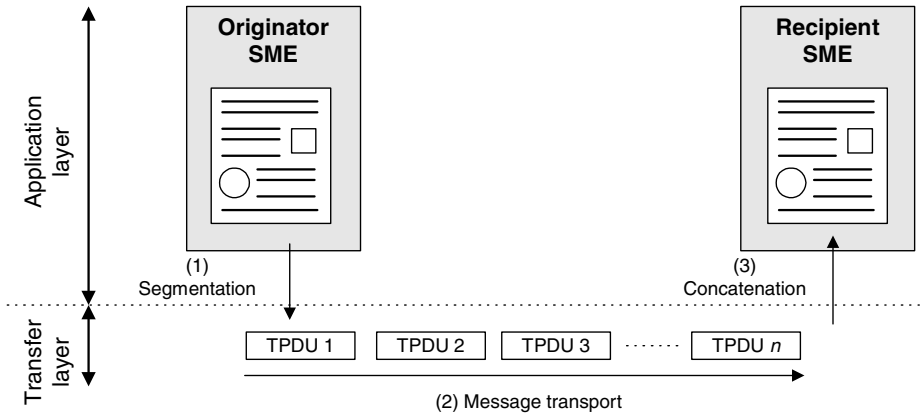 Originator
SME
Recipient
SME
Application
layer
(1)
Segmentation
(3)
Concatenation
Transfer
layer
TPDU 1
TPDU 2
TPDU 3
TPDU n
(2) Message transport